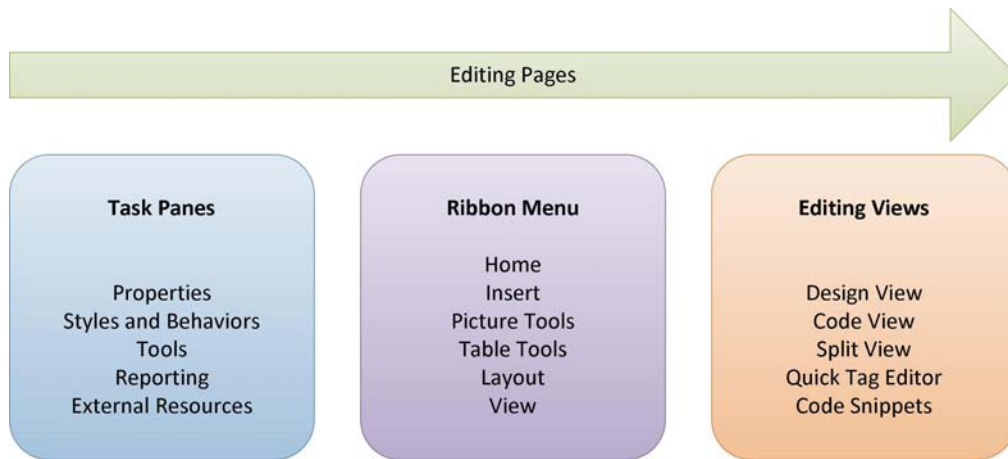 Editing Pages
Task Panes
Properties
Styles and Behaviors
Tools
Reporting
External Resources
Ribbon Menu
Home
Insert
Picture Tools
Table Tools
Layout
View
Editing Views
Design View
Code View
Split View
Quick Tag Editor
Code Snippets